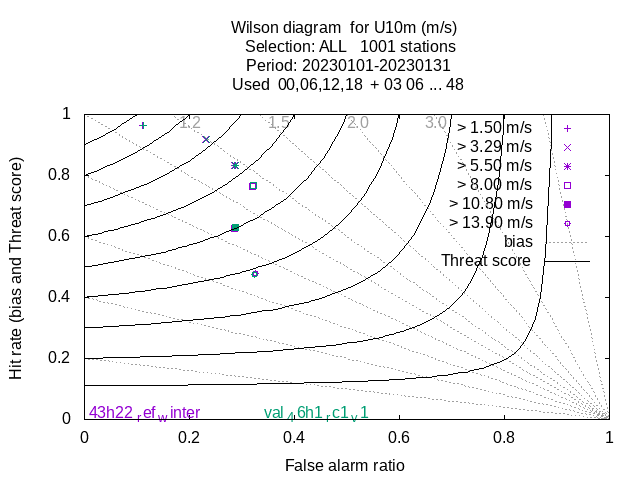 Wilson diagram  for U10m (m/s)
Selection: ALL   1001 stations
Period: 20230101-20230131
Used  00,06,12,18  + 03 06 ... 48
Hit rate (bias and Threat score)
1
0.8
0.6
0.4
0.2
0
1.2
1.5
2.0
3.0
> 1.50 m/s
> 3.29 m/s
> 5.50 m/s
> 8.00 m/s
> 10.80 m/s
> 13.90 m/s
bias
Threat score
43h22_ref_winter
val_46h1_rc1_v1
0
0.2
0.4
0.6
0.8
1
False alarm ratio